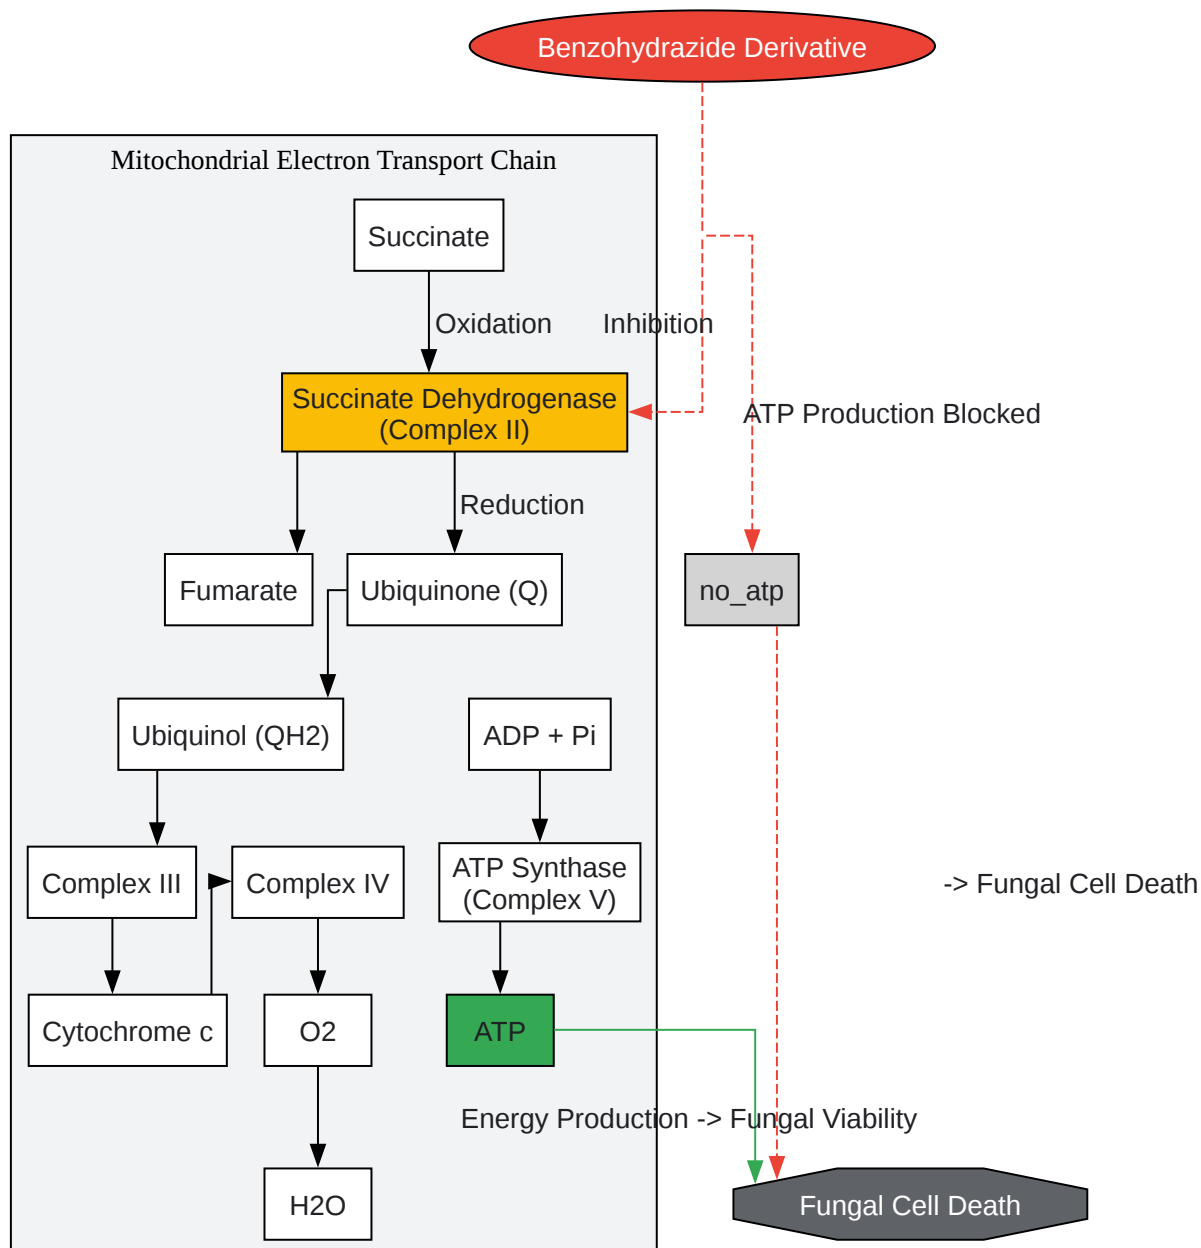 Benzohydrazide Derivative
Mitochondrial Electron Transport Chain
Succinate
Oxidation
Inhibition
Succinate Dehydrogenase
(Complex II)
ATP Production Blocked
Reduction
Fumarate
Ubiquinone (Q)
no_atp
Ubiquinol (QH2)
ADP + Pi
Complex III
Complex IV
ATP Synthase
(Complex V)
-> Fungal Cell Death
Cytochrome c
O2
ATP
Energy Production -> Fungal Viability
H2O
Fungal Cell Death